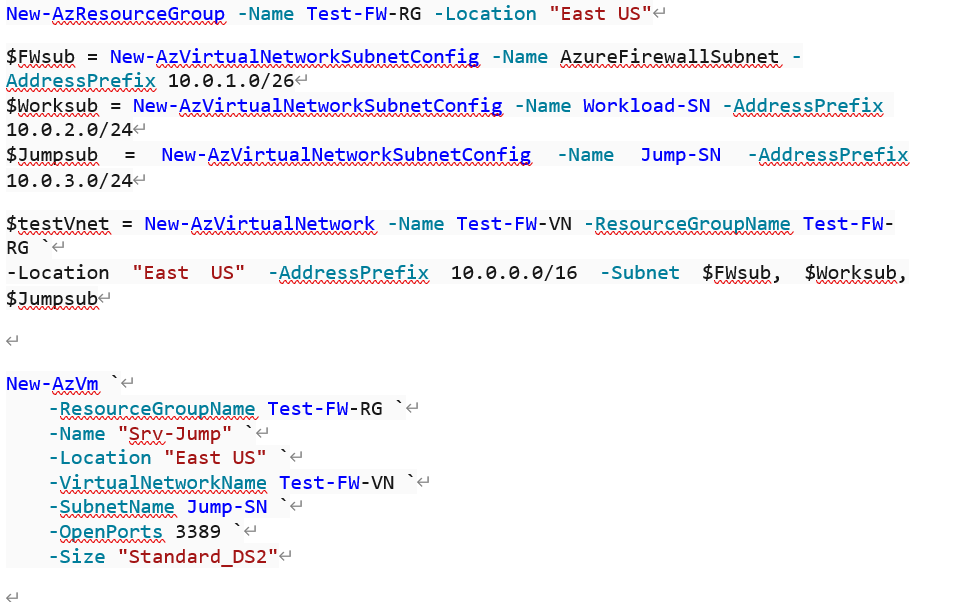 New-AzResourceGroup -Name Test-FW-RG -Location "East US"↵
$FWsub = New-AzVirtualNetworkSubnetConfig -Name AzureFirewallSubnet -
AddressPrefix 10.0.1.0/26↵
$Worksub = New-AzVirtualNetworkSubnetConfig -Name Workload-SN -AddressPrefix
10.0.2.0/24↵
$Jumpsub = New-AzVirtualNetworkSubnetConfig -Name Jump-SN -AddressPrefix
10.0.3.0/24↵
$testVnet = New-AzVirtualNetwork -Name Test-FW-VN -ResourceGroupName Test-FW-
RG `↵
-Location "East US" -AddressPrefix 10.0.0.0/16 -Subnet $FWsub, $Worksub,
$Jumpsub↵
↵
New-AzVm `↵
-ResourceGroupName Test-FW-RG `↵
-Name "Srv-Jump" `↵
-Location "East US" `↵
-VirtualNetworkName Test-FW-VN `↵
-SubnetName Jump-SN `↵
-OpenPorts 3389 `↵
-Size "Standard_DS2"↵
↵